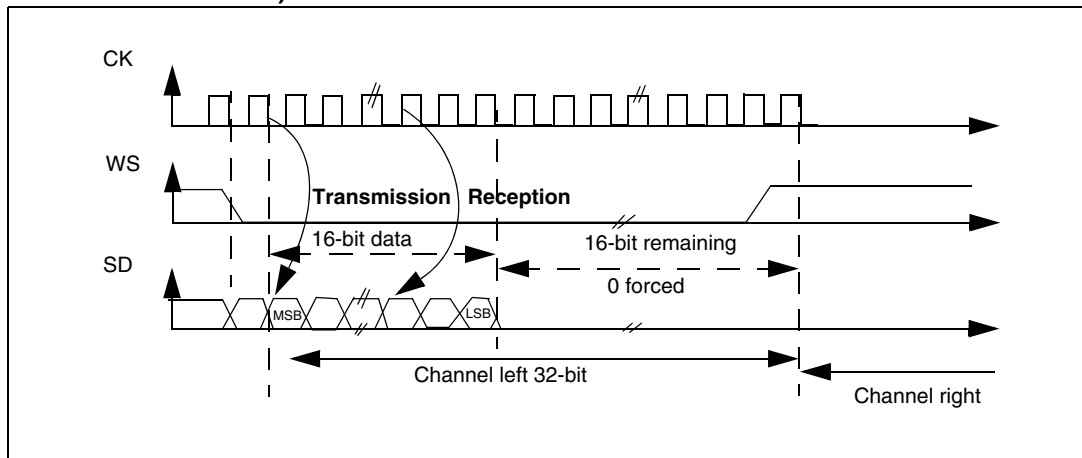 CK
WS
Transmission Reception
16-bit data
16-bit remaining
SD
0 forced
MSB
LSB
Channel left 32-bit
Channel right